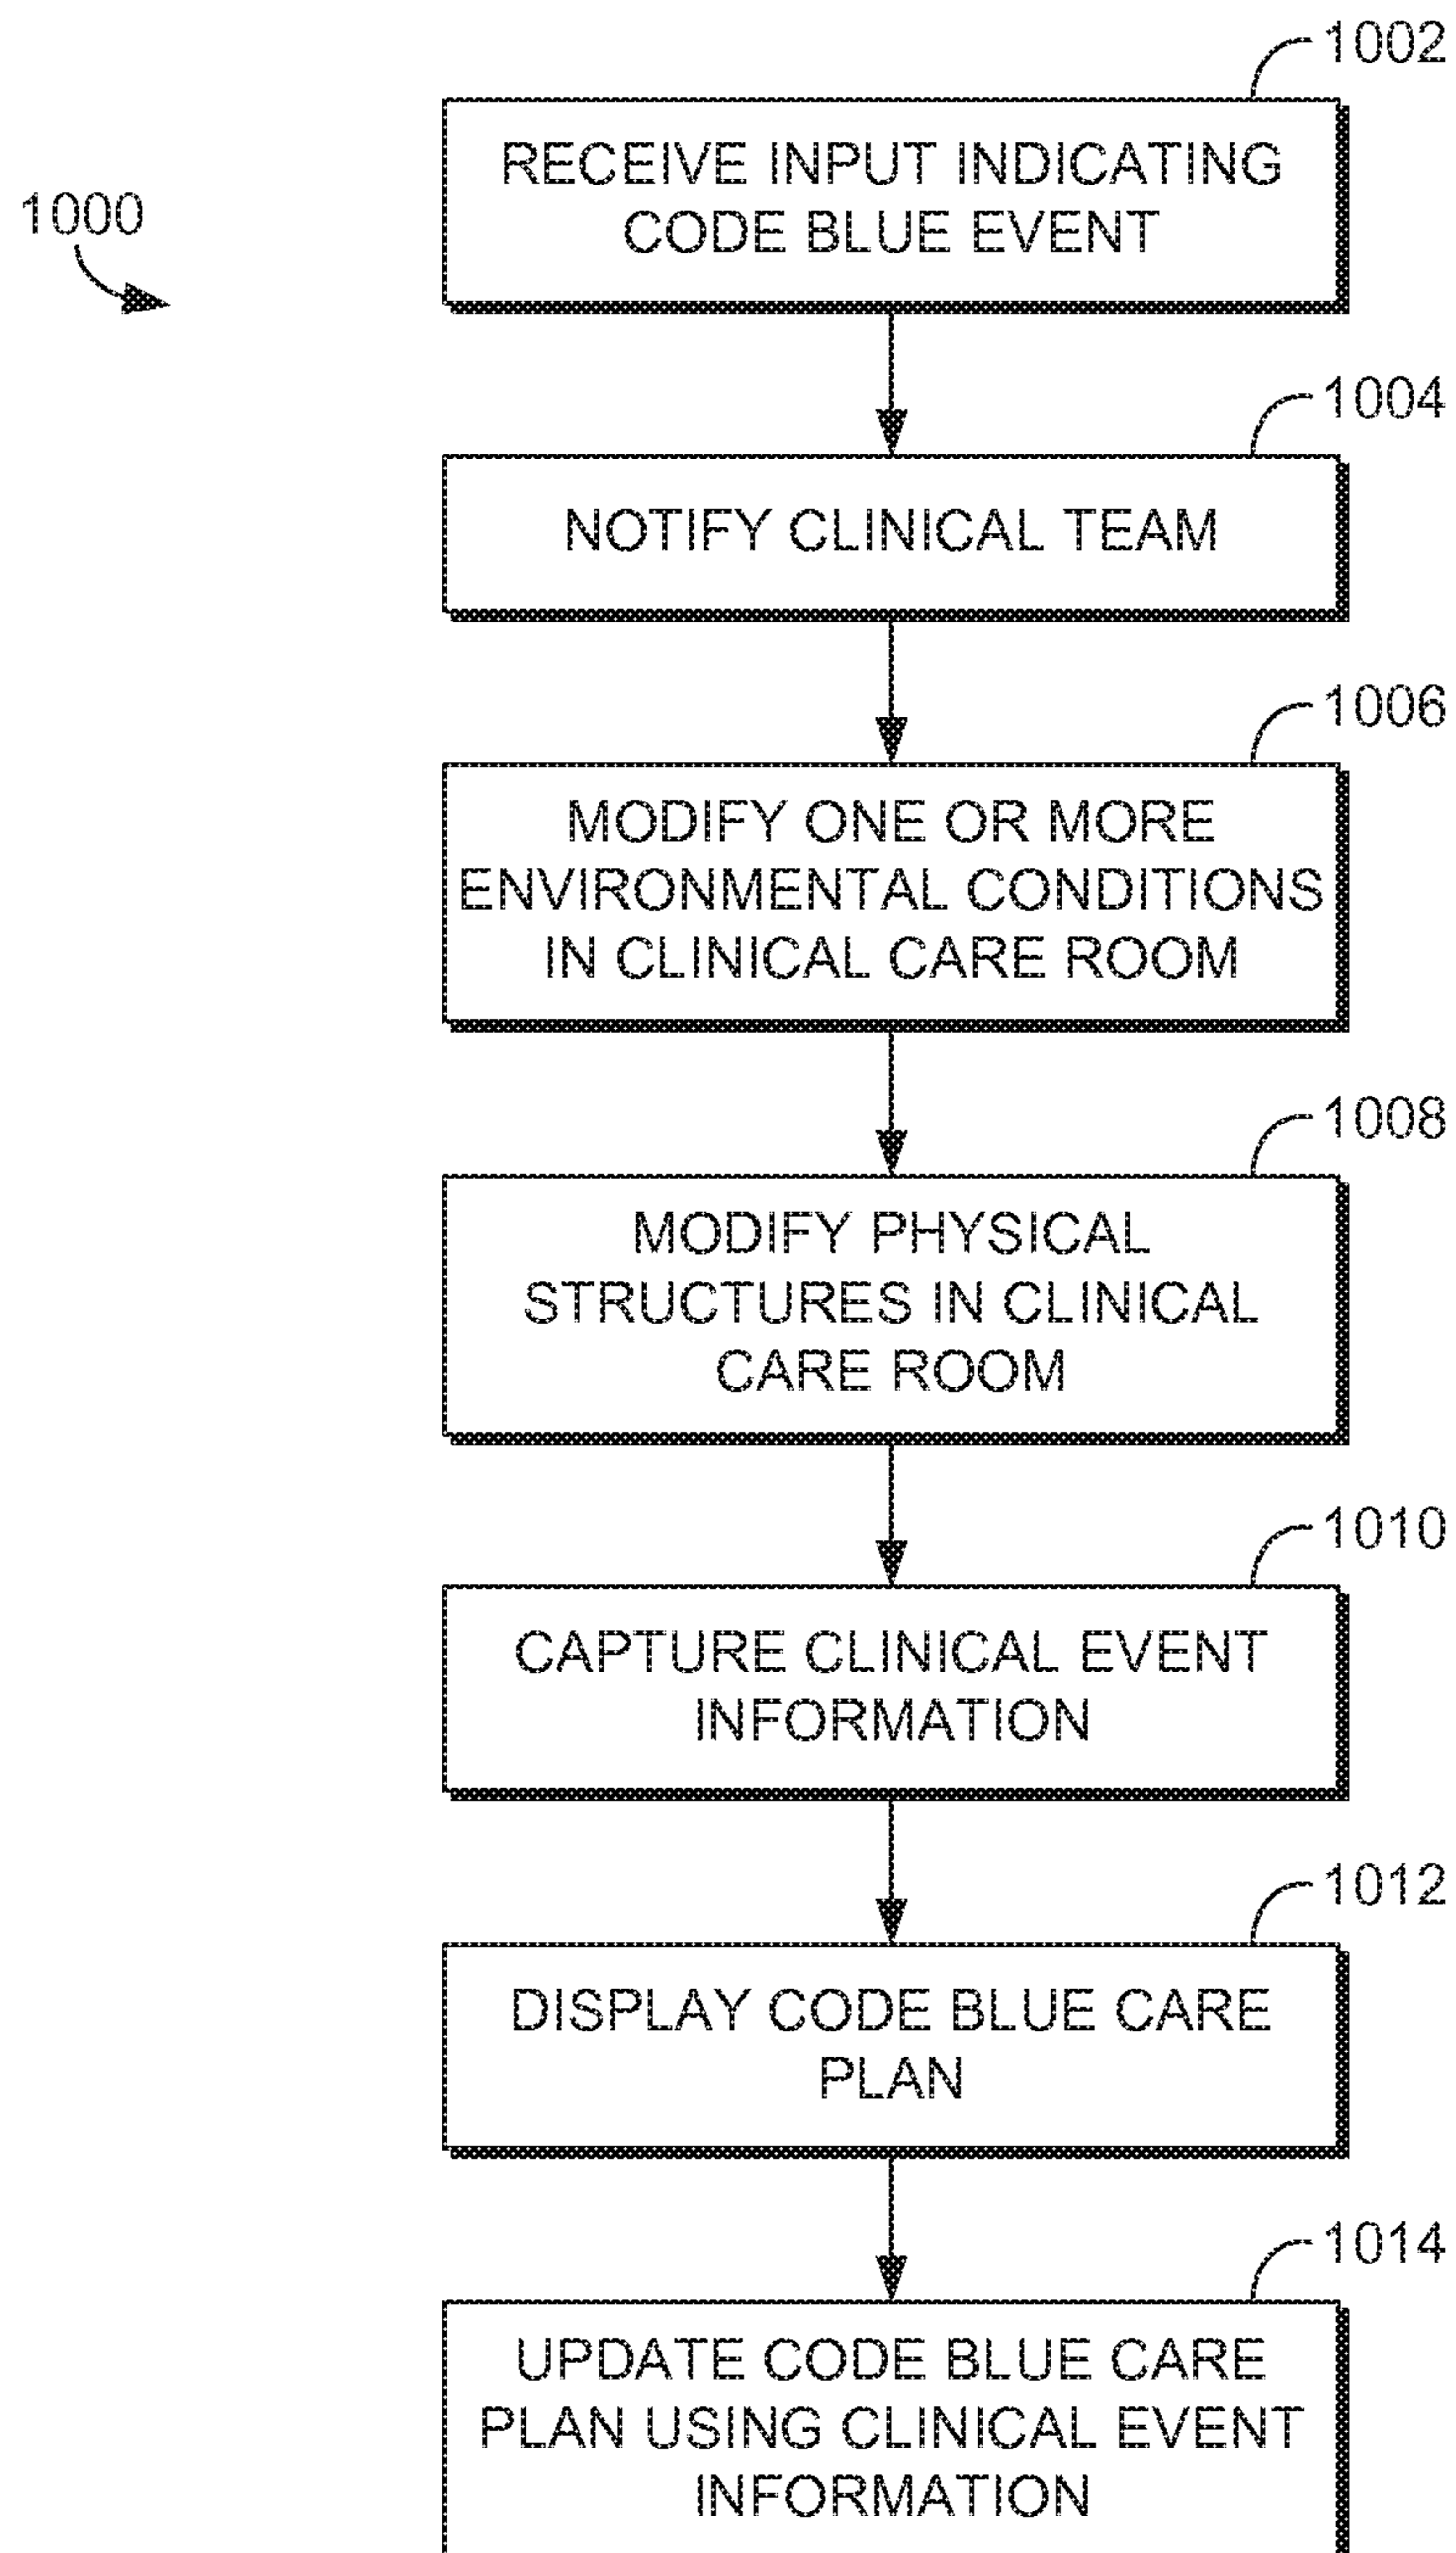 1002
RECEIVE INPUT INDICATING
CODE BLUE EVENT
1000
1004
NOTIFY CLINICAL TEAM
1006
MODIFY ONE OR MORE
ENVIRONMENTAL CONDITIONS
IN CLINICAL CARE ROOM
1008
MODIFY PHYSICAL
STRUCTURES IN CLINICAL
CARE ROOM
1010
CAPTURE CLINICAL EVENT
INFORMATION
1012
DISPLAY CODE BLUE CARE
PLAN
1014
UPDATE CODE BLUE CARE
PLAN USING CLINICAL EVENT
INFORMATION